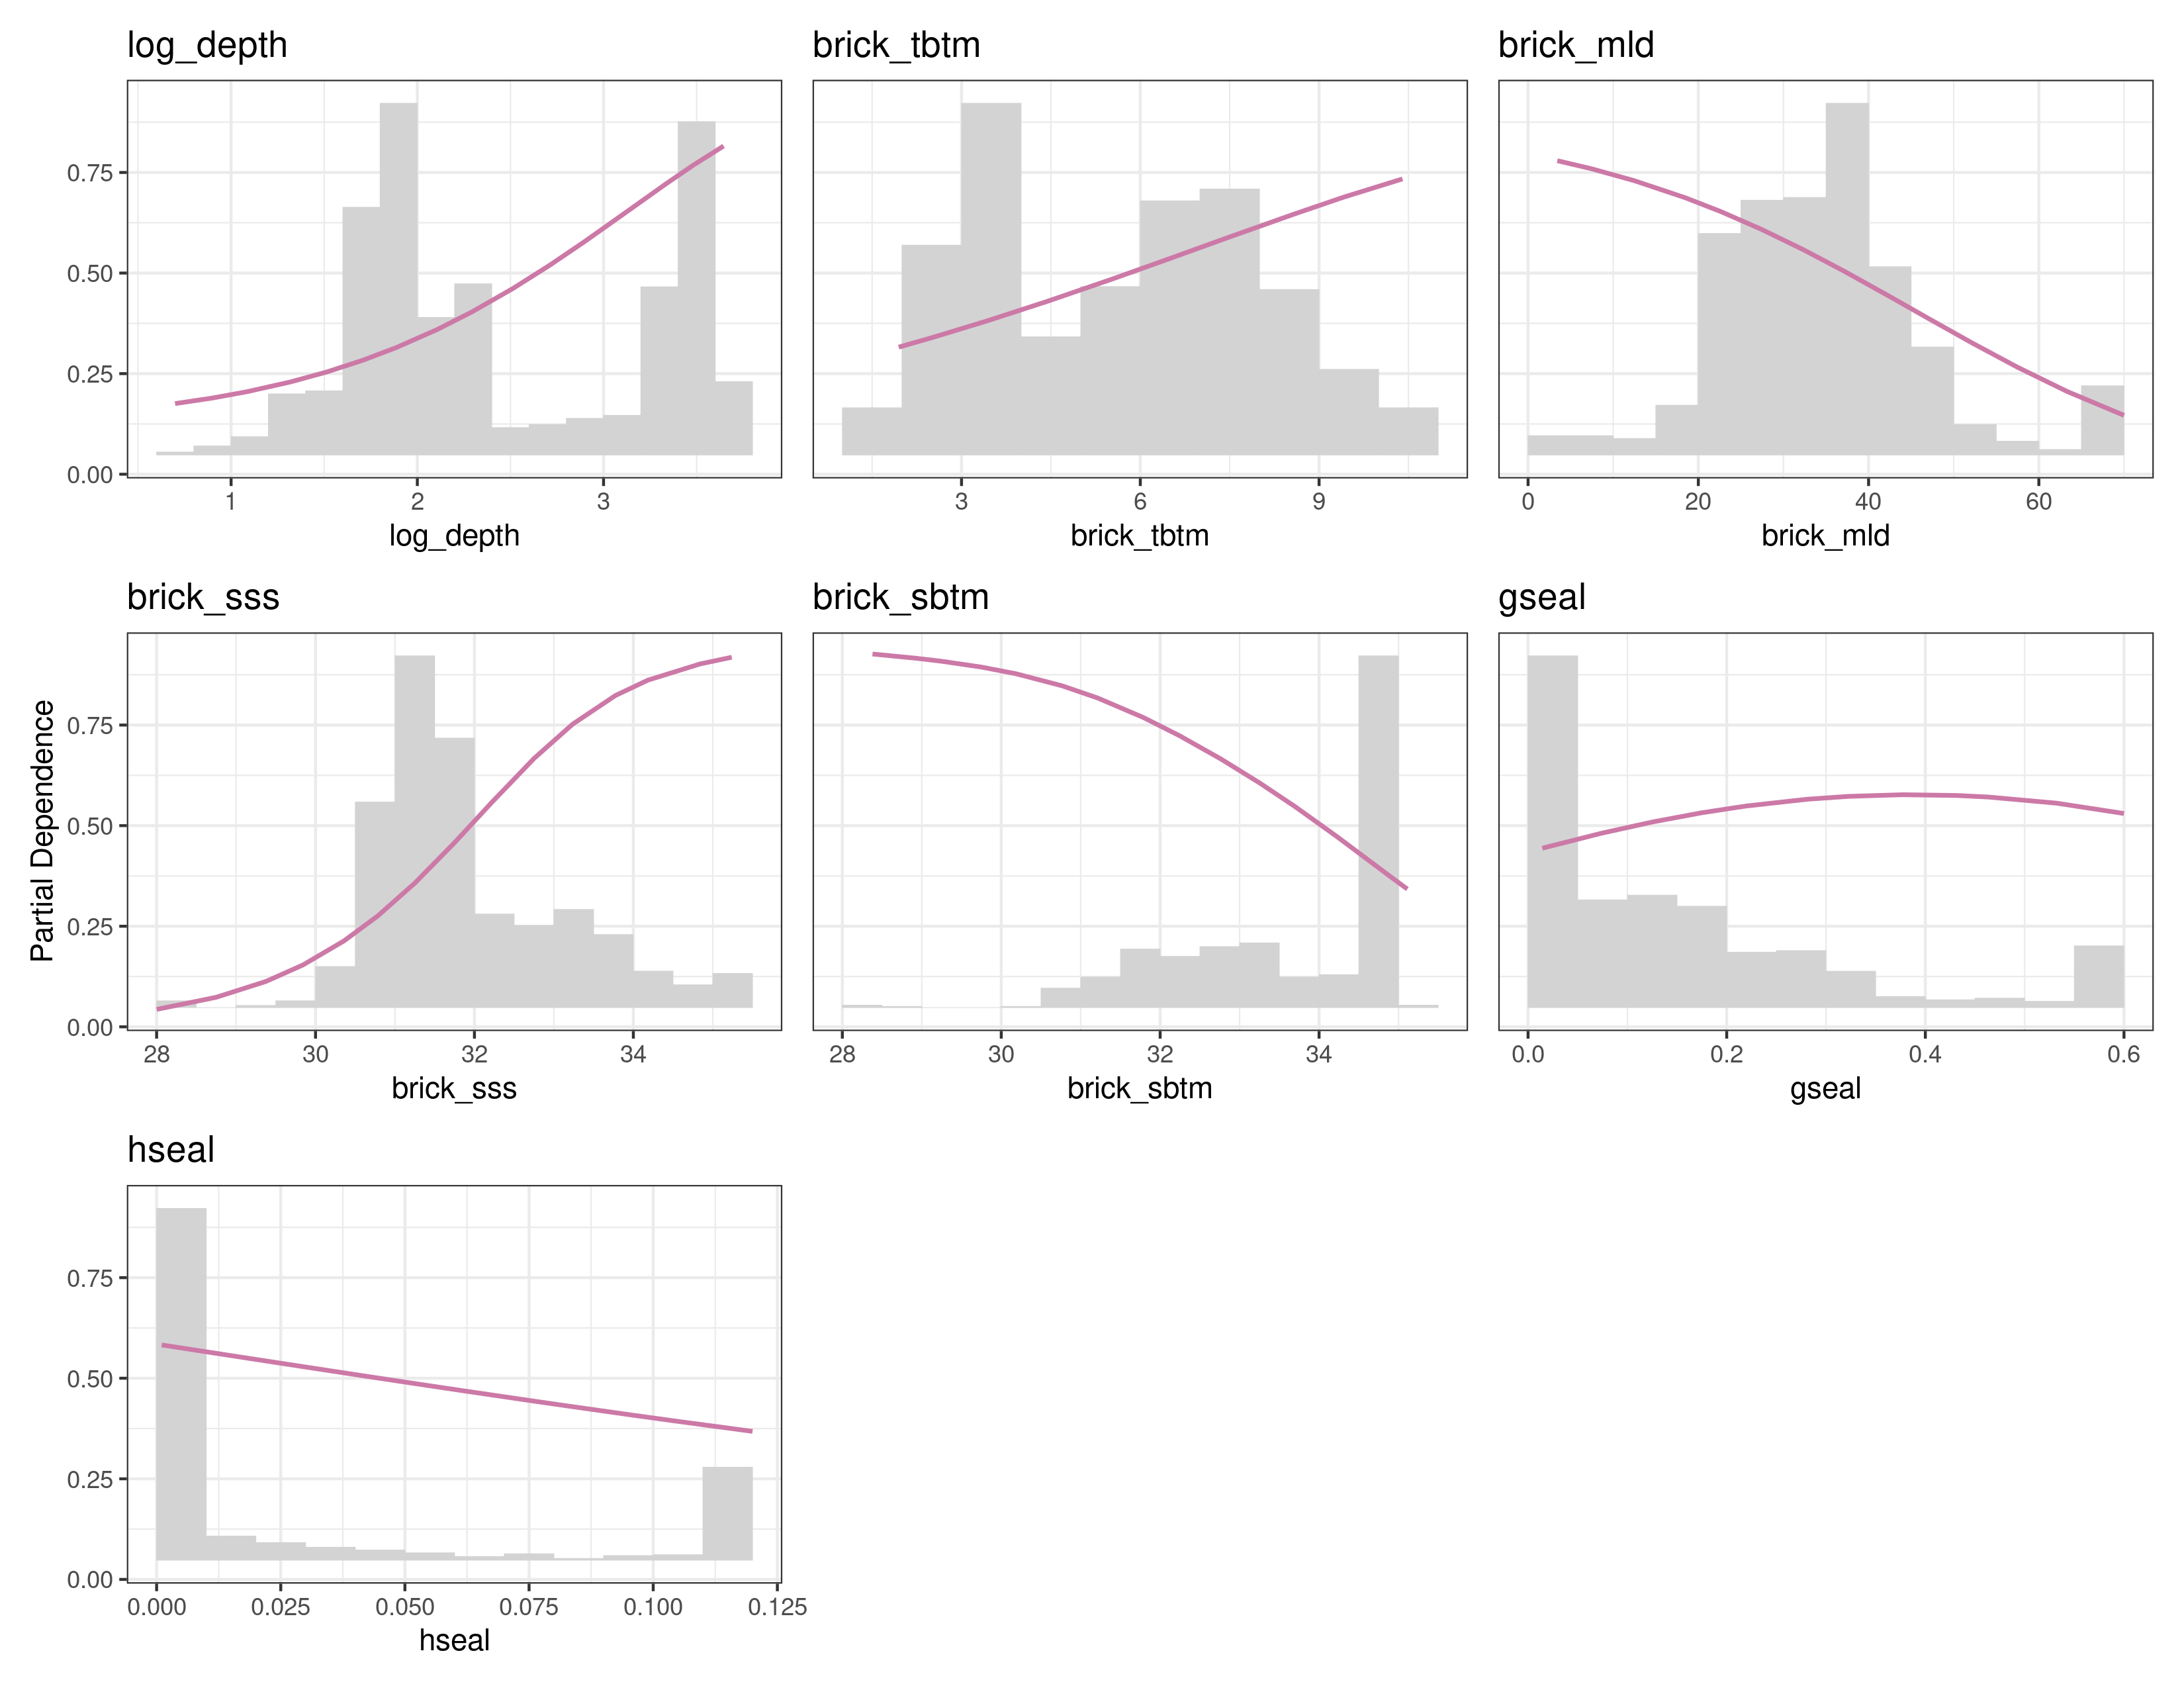 log_depth
brick_tbtm
brick_mld
0.75
0.50
0.25
0.00
1 2 3
3 6 9
0 20 40 60
log_depth
brick_tbtm
brick_mld
brick_sss
brick_sbtm
gseal
Partial Dependence
0.75
0.50
0.25
0.00
28 30 32 34
28 30 32 34
0.0 0.2 0.4 0.6
brick_sss
brick_sbtm
gseal
hseal
0.75
0.50
0.25
0.00
0.000 0.025 0.050 0.075 0.100 0.125
hseal